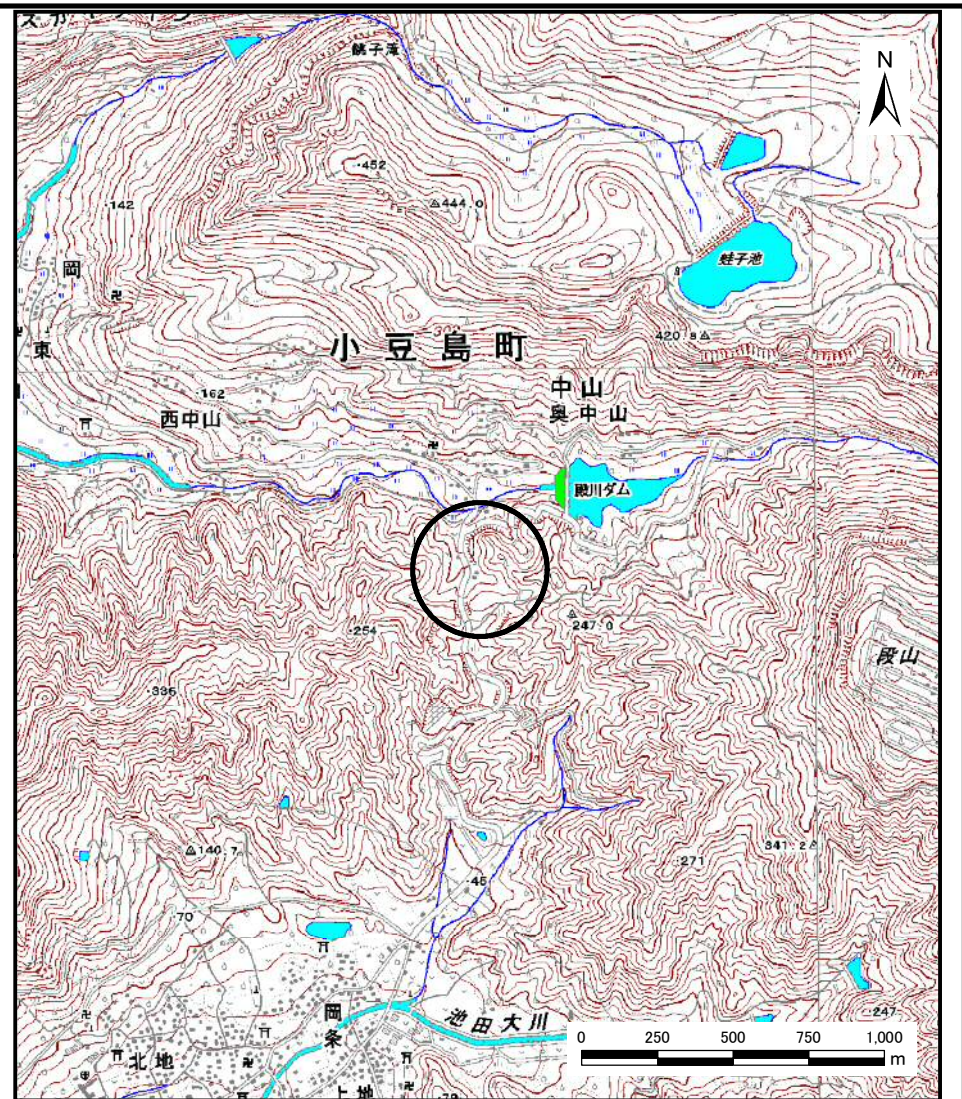 銚子滝
N
・452
△444.0
・142
岡
蛙子池
東
小豆島町
420.8△
中山
奥中山
・162
西中山
殿川ダム
・254
△
247.0
段山
・336
△140.7
341.2△
・271
・45
・70
岡条
池田大川
・247
北地
上地
0 250 500 750 1,000
m